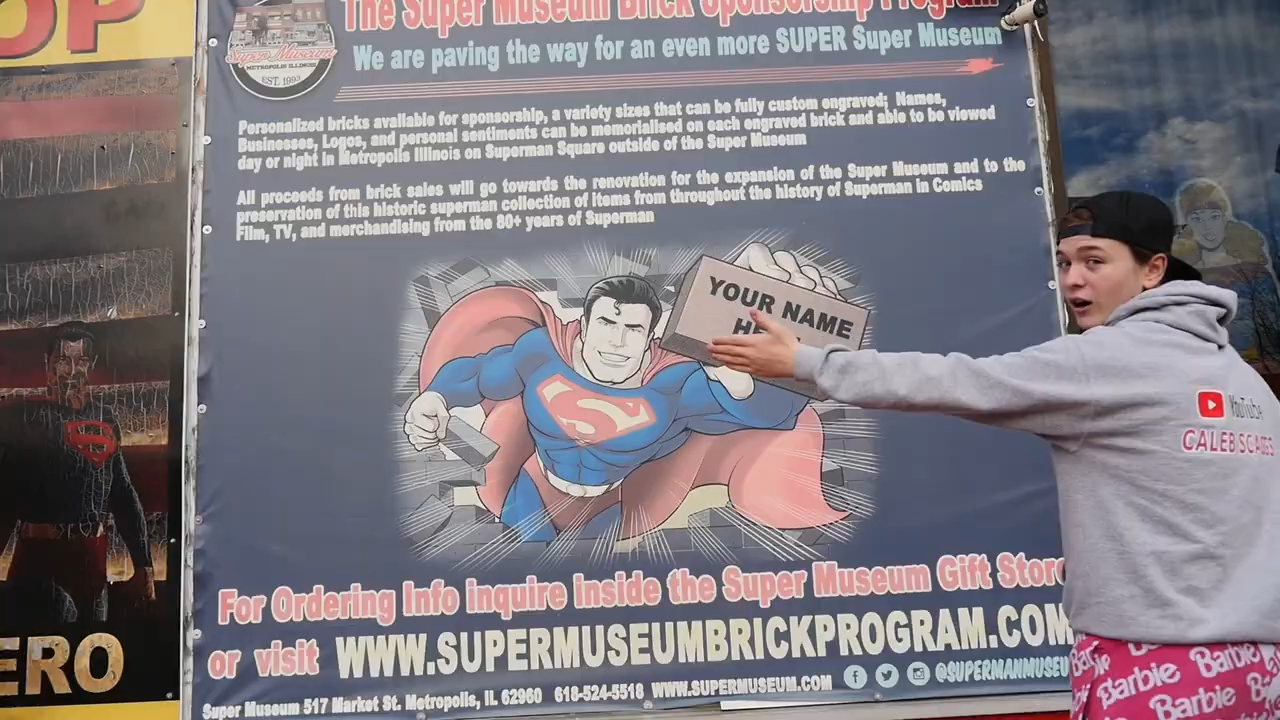 OP
The Super Museum Brick Sponsorship Program
Super Museum
METROPOLIS ILLINOIS
EST. 1993
We are paving the way for an even more SUPER Super Museum
Personalized bricks available for sponsorship, a variety sizes that can be fully custom engraved; Names,
Businesses, Logos, and personal sentiments can be memorialised on each engraved brick and able to be viewed
day or night in Metropolis Illinois on Superman Square outside of the Super Museum
All proceeds from brick sales will go towards the renovation for the expansion of the Super Museum and to the
preservation of this historic superman collection of items from throughout the history of Superman in Comics
Film, TV, and merchandising from the 80+ years of Superman
YOUR NAME
S
YouTube
CALEB
For Ordering Info inquire inside the Super Museum Gift Store
or visit WWW.SUPERMUSEUMBRICKPROGRAM.COM
ERO
@SUPERMANMUSEU
Super Museum 517 Market St. Metropolis, IL 62960 618-524-5518 WWW.SUPERMUSEUM.COM
Barbie Barbie
Barbie
Barbie